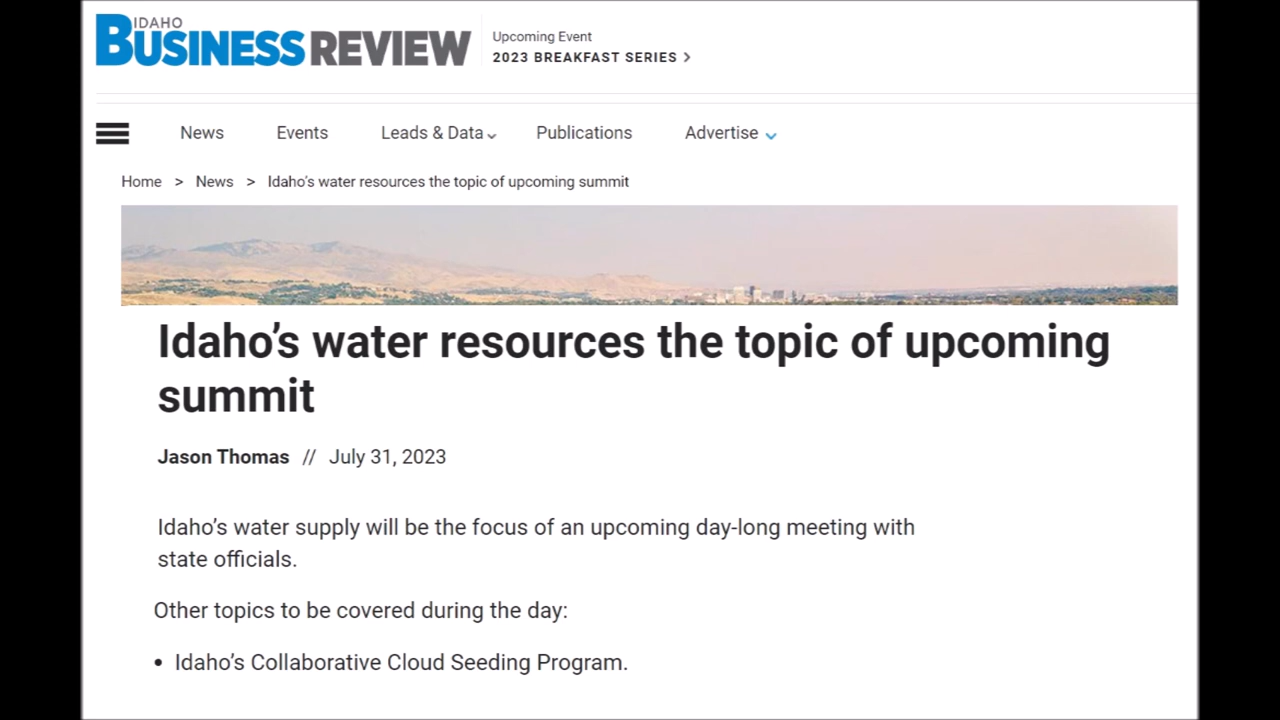 IDAHO
BUSINESS REVIEW
Upcoming Event
2023 BREAKFAST SERIES >
News Events Leads & Data Publications Advertise
Home > News > Idaho's water resources the topic of upcoming summit
Idaho's water resources the topic of upcoming
summit
Jason Thomas // July 31, 2023
Idaho's water supply will be the focus of an upcoming day-long meeting with
state officials.
Other topics to be covered during the day:
• Idaho's Collaborative Cloud Seeding Program.